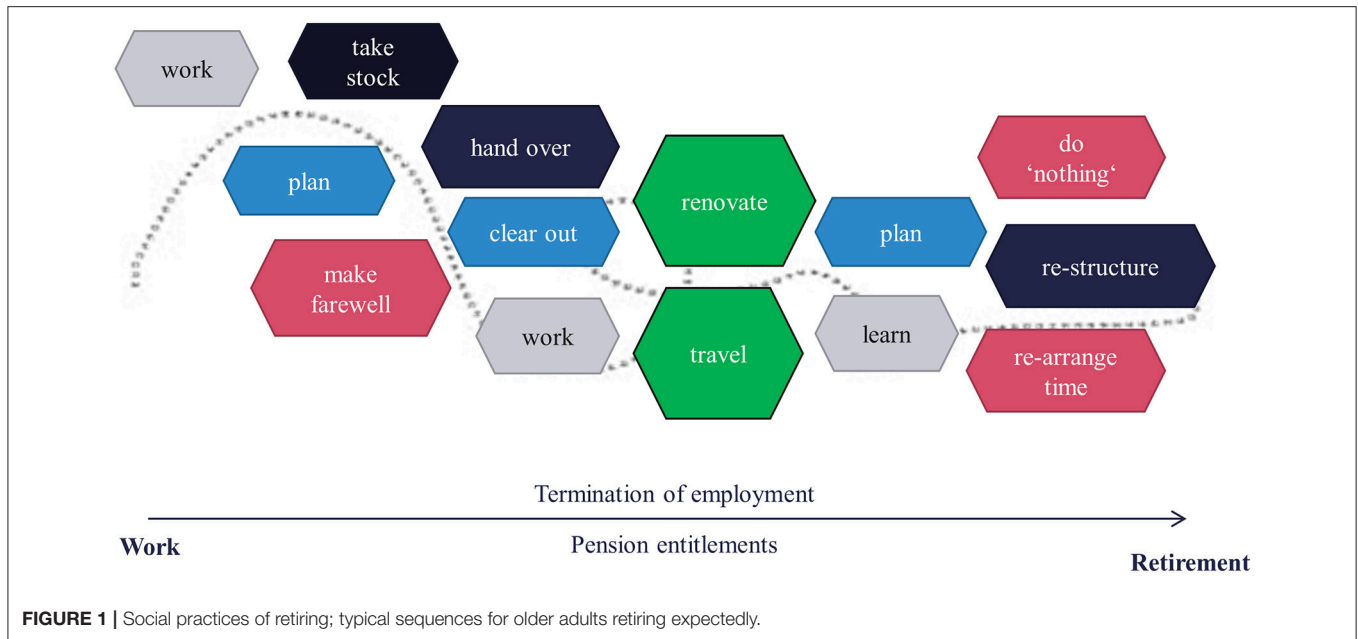 work
take
stock
hand over
plan
clear out
make
farewell
work
renovate
travel
plan
learn
do
‘nothing‘
re-structure
re-arrange
time
Termination of employment
Work
Pension entitlements
Retirement
FIGURE 1 | Social practices of retiring; typical sequences for older adults retiring expectedly.